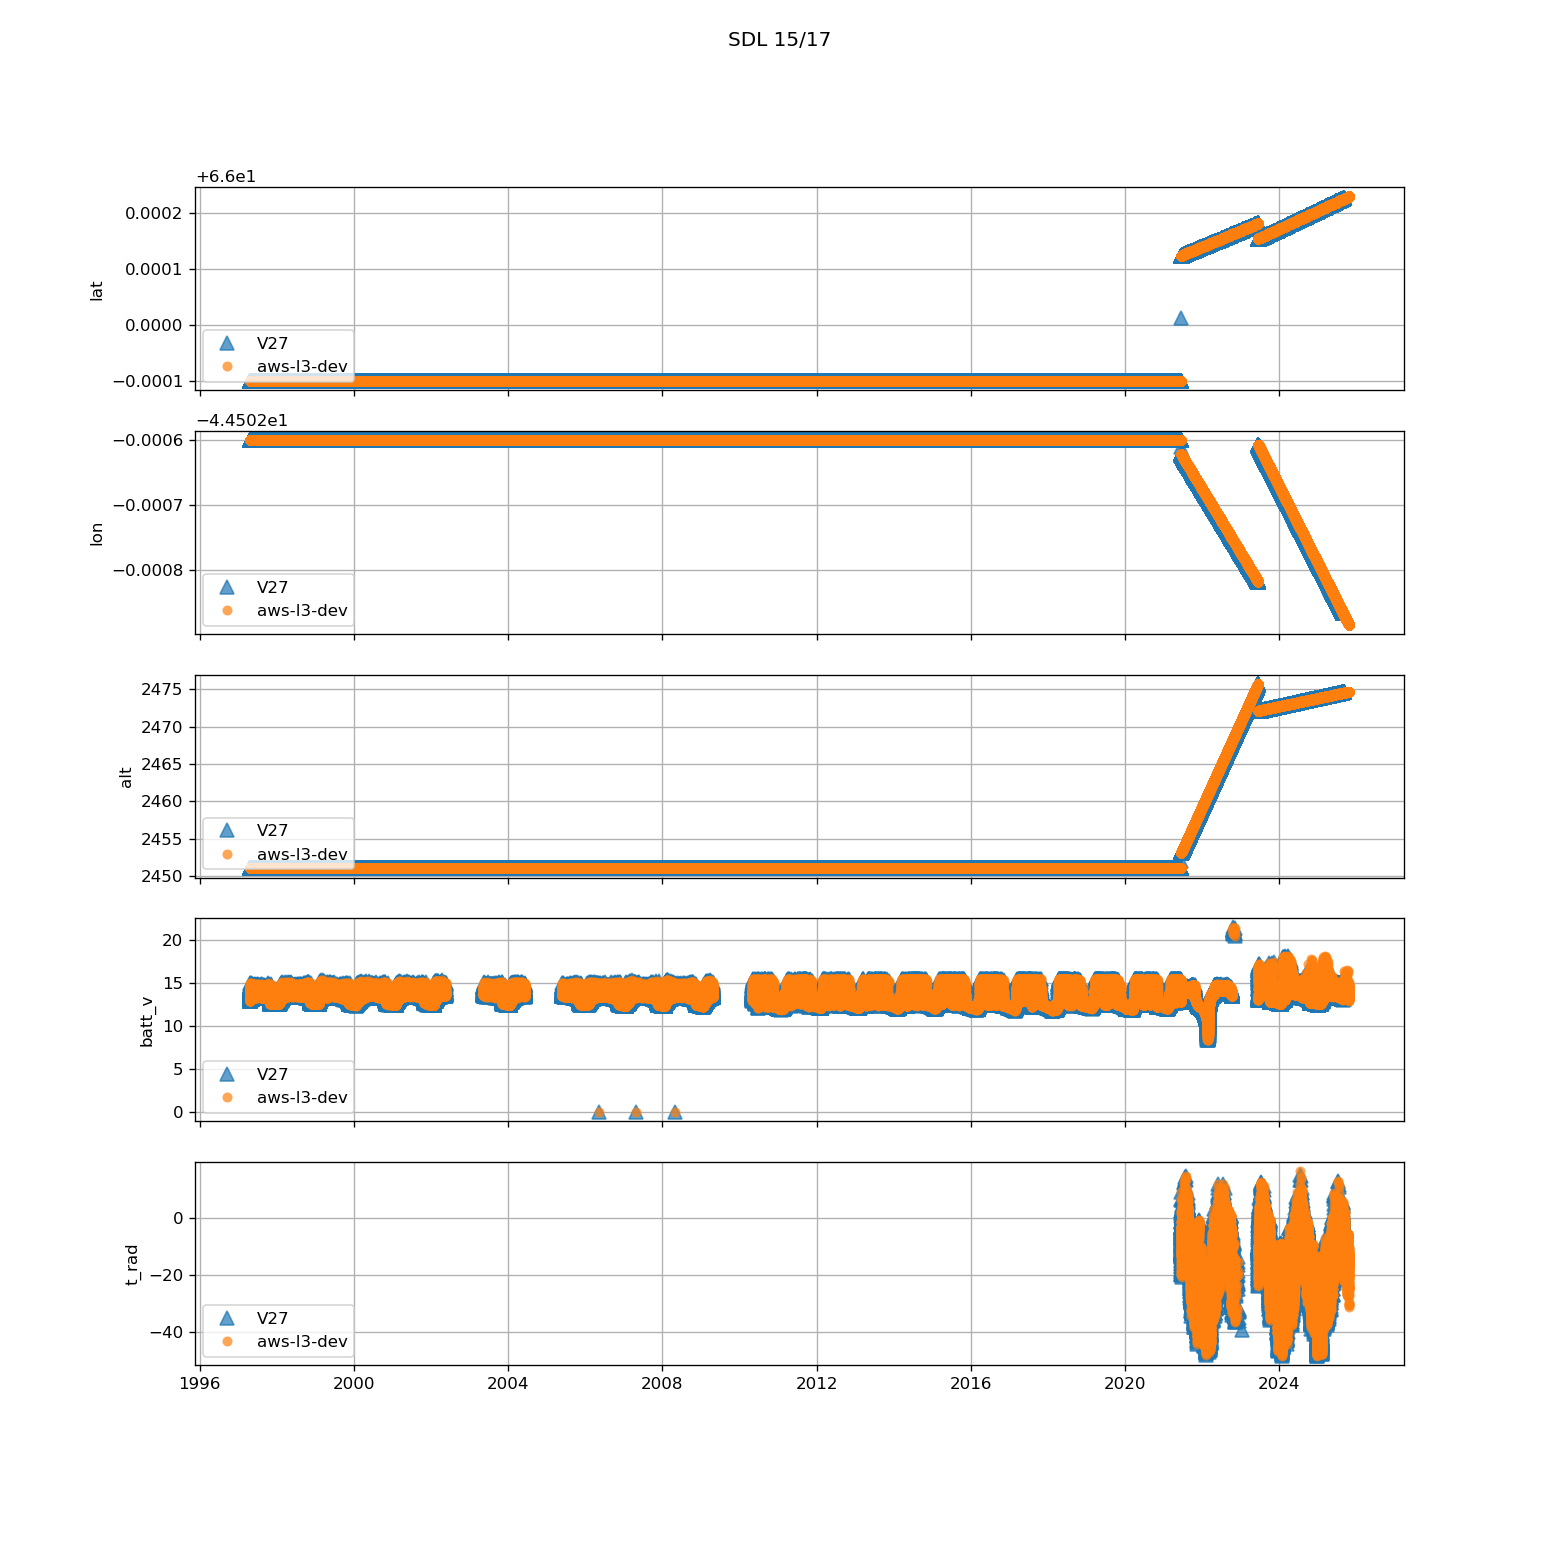 SDL 15/17
+6.6e1
0.0002
0.0001
0.0000
−0.0001
lat
V27
aws-l3-dev
−4.4502e1
−0.0006
−0.0007
−0.0008
lon
V27
aws-l3-dev
2475
2470
2465
2460
2455
2450
alt
V27
aws-l3-dev
20
15
10
5
0
batt_v
V27
aws-l3-dev
0
−20
−40
t_rad
V27
aws-l3-dev
1996 2000 2004 2008 2012 2016 2020 2024